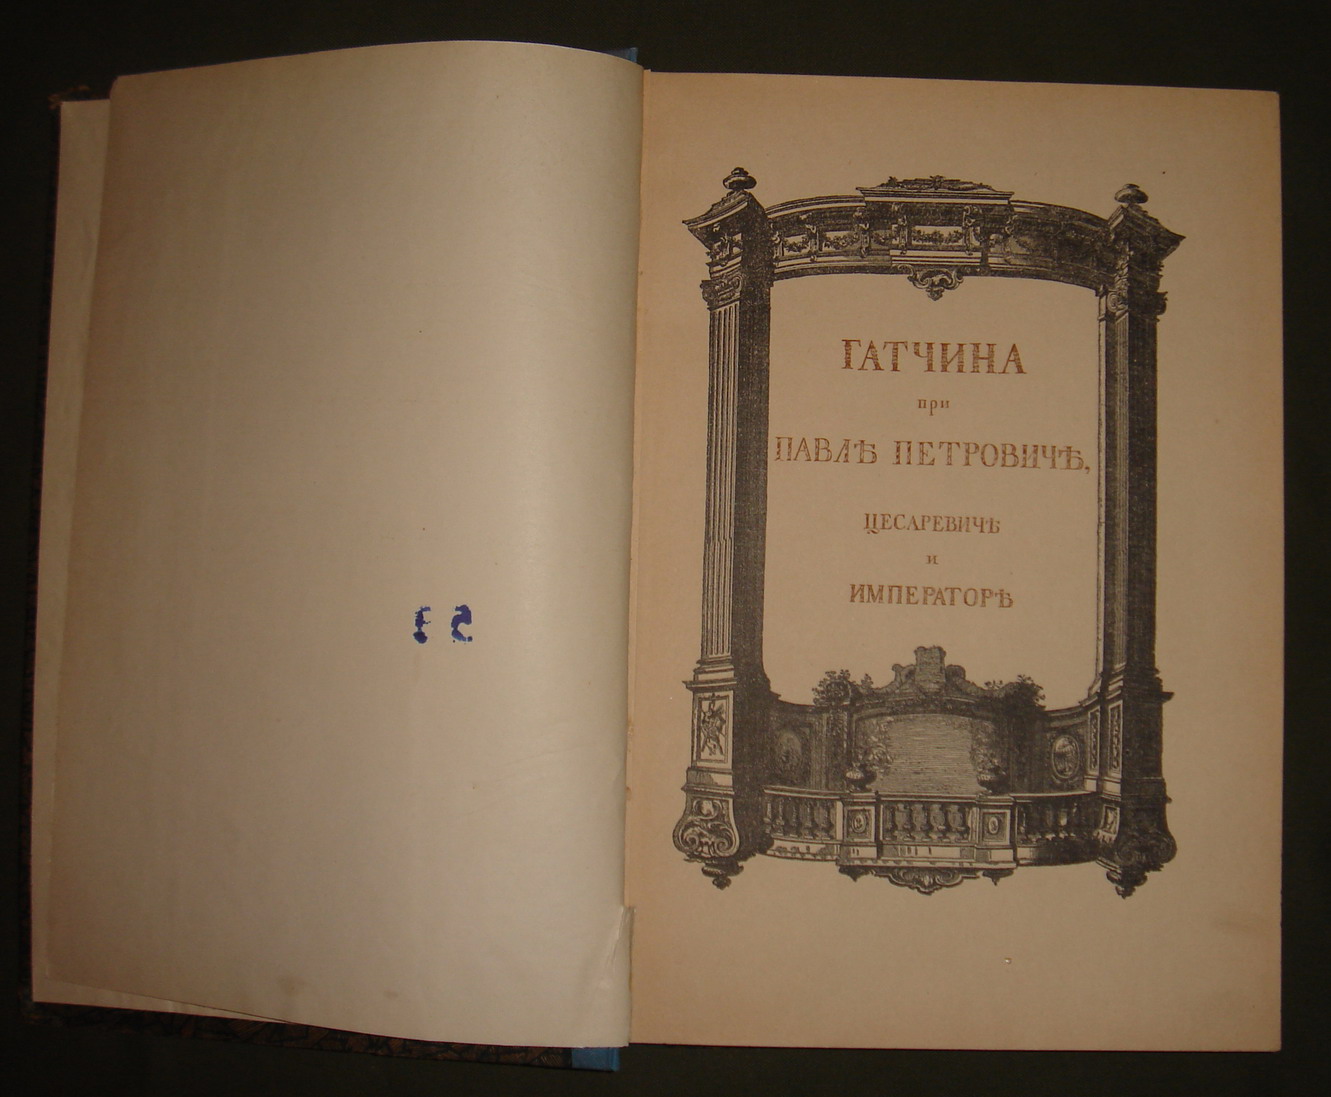 ГАТЧИНА
при
ПАВЛѢ ПЕТРОВИЧѢ,
ЦЕСАРЕВИЧѢ
и
ИМПЕРАТОРѢ